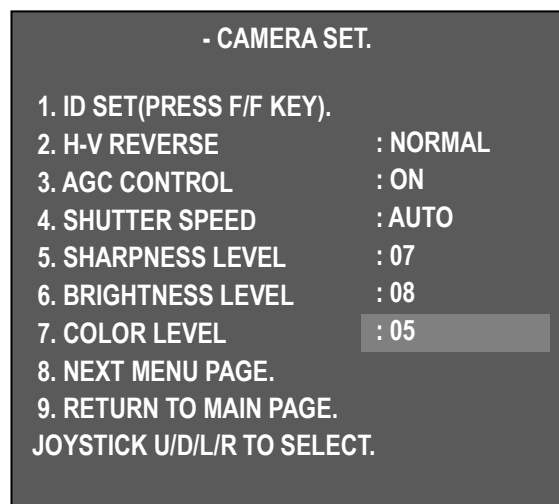 - CAMERA SET.
1. ID SET(PRESS F/F KEY).
2. H-V REVERSE : NORMAL
3. AGC CONTROL : ON
4. SHUTTER SPEED : AUTO
5. SHARPNESS LEVEL : 07
6. BRIGHTNESS LEVEL : 08
7. COLOR LEVEL : 05
8. NEXT MENU PAGE.
9. RETURN TO MAIN PAGE.
JOYSTICK U/D/L/R TO SELECT.